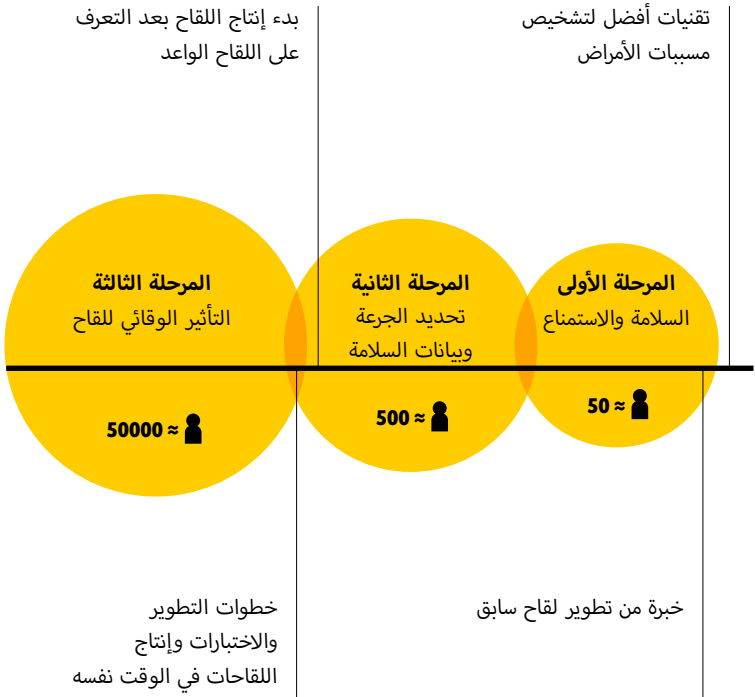 تقنيات أفضل لتشخيص
مسببات الأمراض
بدء إنتاج اللقاح بعد التعرف
على اللقاح الواعد
المرحلة الأولى
السلامة والاستمناع
≈ 50
المرحلة الثانية
تحديد الجرعة
وبيانات السلامة
≈ 500
المرحلة الثالثة
التأثير الوقائي للقاح
≈ 50000
خبرة من تطوير لقاح سابق
خطوات التطوير
والاختبارات وإنتاج
اللقاحات في الوقت نفسه